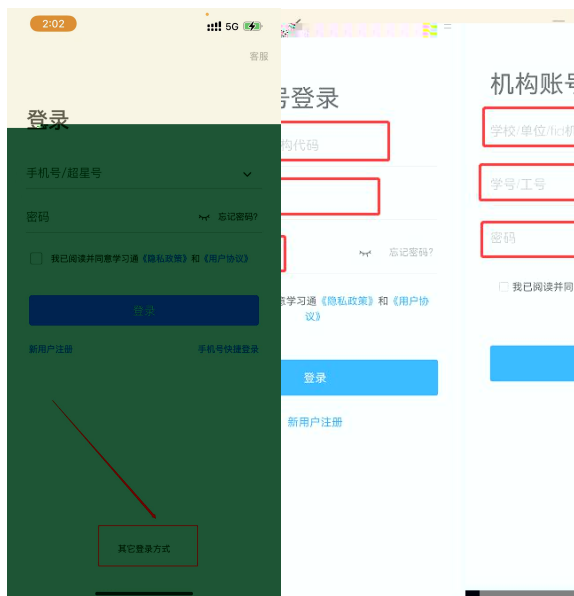 2:02
5G
客服
登录
手机号/超星号
密码
忘记密码?
我已阅读并同意学习通《隐私政策》和《用户协议》
登录
新用户注册
手机号快捷登录
其它登录方式
号登录
构代码
忘记密码?
意学习通《隐私政策》和《用户协
议》
登录
新用户注册
机构账号
学校/单位/fid机
学号/工号
密码
我已阅读并同